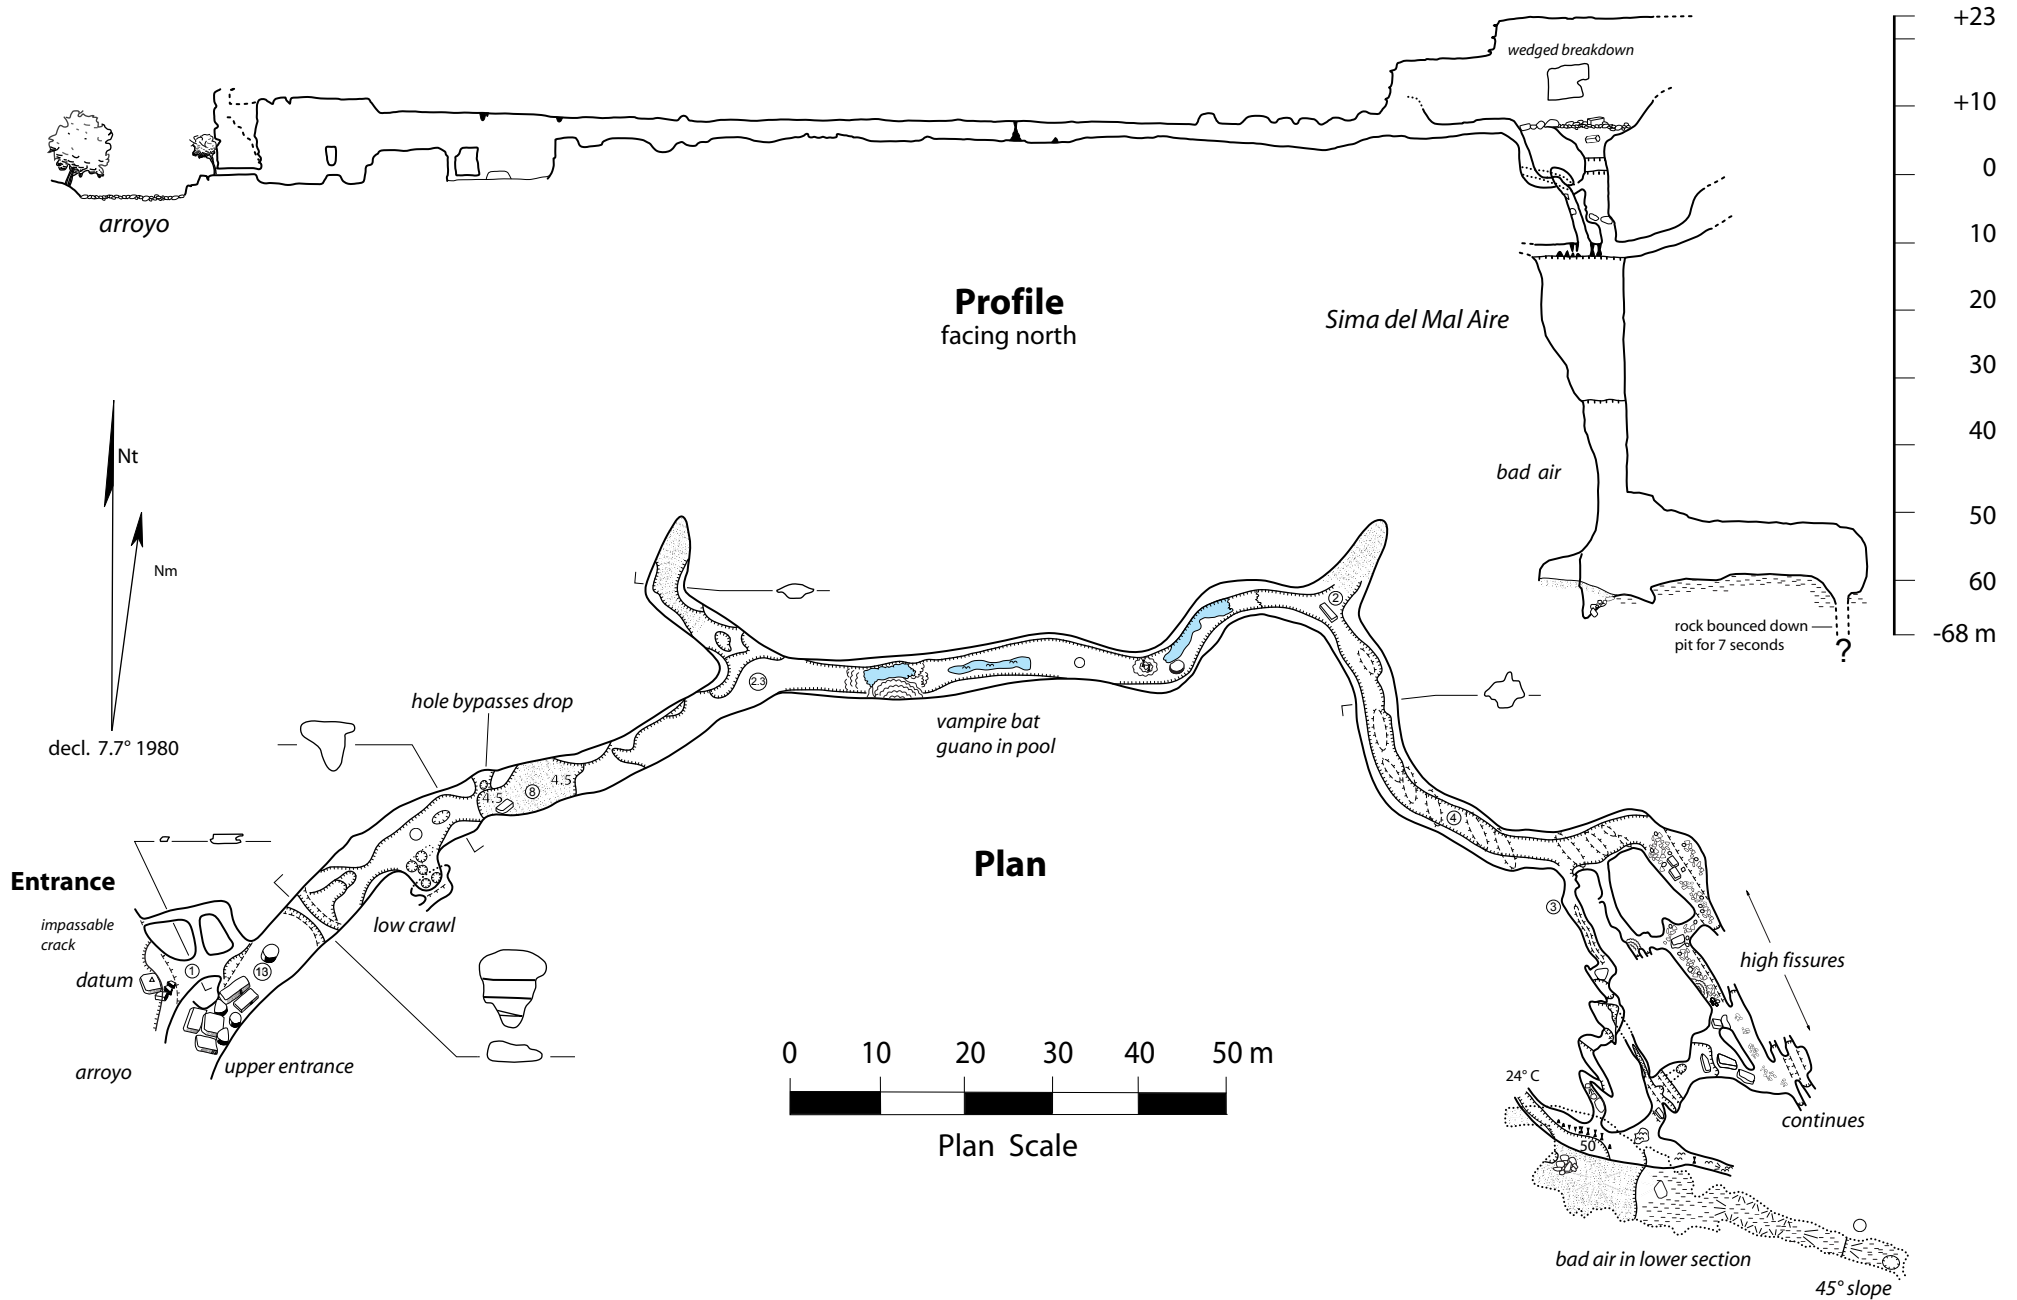 +23
wedged breakdown
+10
0
arroyo
10
Profile
facing north
20
Sima del Mal Aire
30
40
Nt
bad air
50
Nm
60
rock bounced down
pit for 7 seconds
-68 m
?
2
2.3
hole bypasses drop
vampire bat
guano in pool
decl. 7.7° 1980
4.5
8
4.5
4
Plan
Entrance
3
impassable
crack
low crawl
high fissures
datum
1
13
0 10 20 30 40 50 m
upper entrance
arroyo
24° C
continues
Plan Scale
50
bad air in lower section
45° slope